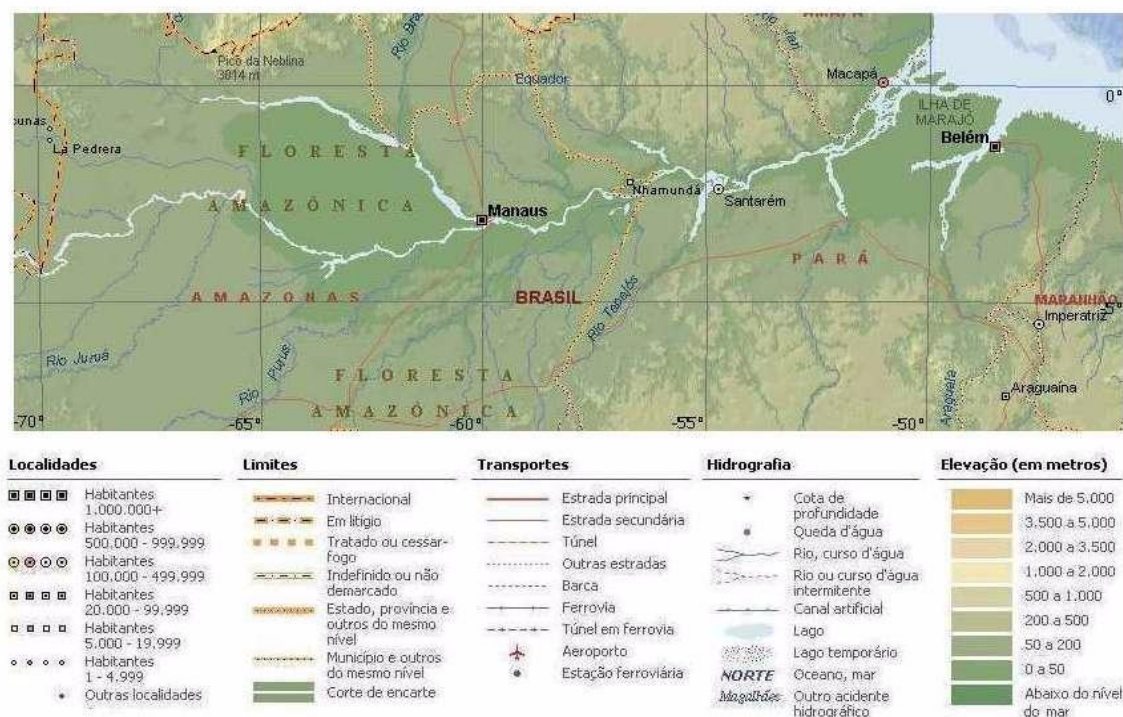 Pico da Neblina
3014 m
Equador
Macapá
0°
ILHA DE
MARAJÓ
La Pedrera
FLORESTA
AMAZÔNICA
Manaus
Nhamundá
Santarém
Belém
PARÁ
AMAZONAS
BRASIL
Rio Tapajós
MARANHÃO
Imperatriz
Rio Juruá
Rio Purus
FLORESTA
AMAZÔNICA
Araguaia
Araguaína
-70°
-65°
-60°
-55°
-50°
Localidades
Habitantes
1.000.000+
Habitantes
500.000 - 999.999
Habitantes
100.000 - 499.999
Habitantes
20.000 - 99.999
Habitantes
5.000 - 19.999
Habitantes
1 - 4.999
Outras localidades
Limites
Internacional
Em litígio
Tratado ou cessar-
fogo
Indefinido ou não
demarcado
Estado, província e
outros do mesmo
nível
Município e outros
do mesmo nível
Corte de encarte
Transportes
Estrada principal
Estrada secundária
Túnel
Outras estradas
Barca
Ferrovia
Túnel em ferrovia
Aeroporto
Estação ferroviária
Hidrografia
Cota de
profundidade
Queda d'água
Rio, curso d'água
Rio ou curso d'água
intermitente
Canal artificial
Lago
Lago temporário
NORTE Oceano, mar
Magalhães Outro acidente
hidrográfico
Elevação (em metros)
Mais de 5.000
3.500 a 5.000
2.000 a 3.500
1.000 a 2.000
500 a 1.000
200 a 500
50 a 200
0 a 50
Abaixo do nível
do mar